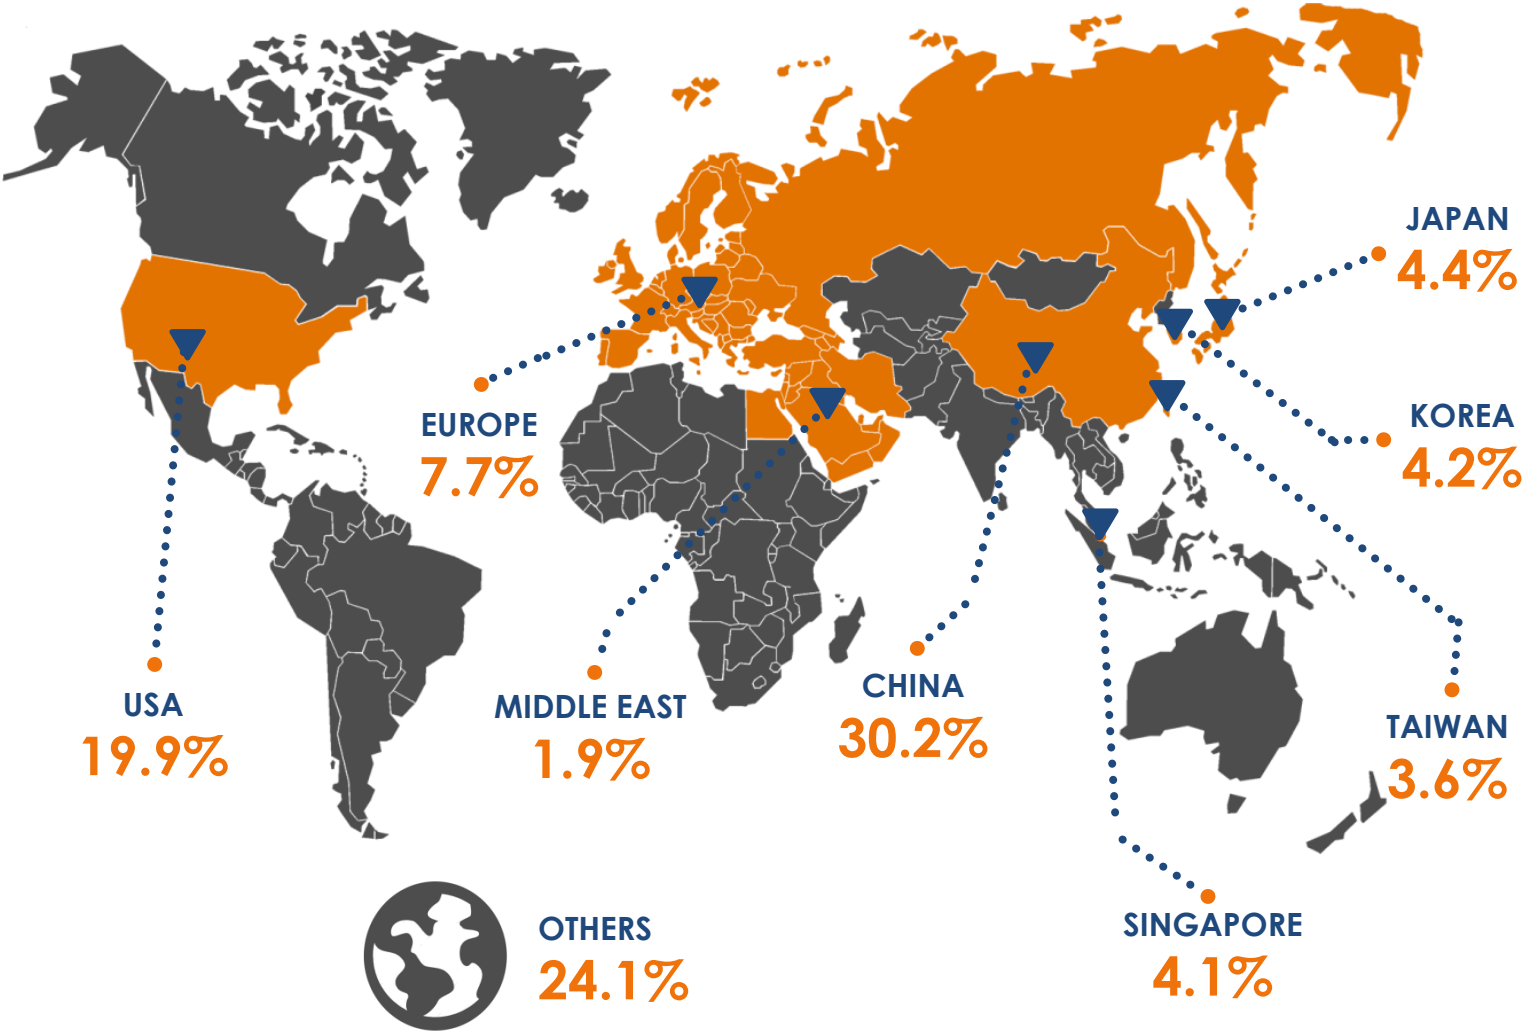 JAPAN
4.4%
EUROPE
7.7%
KOREA
4.2%
USA
19.9%
MIDDLE EAST
1.9%
CHINA
30.2%
TAIWAN
3.6%
OTHERS
24.1%
SINGAPORE
4.1%